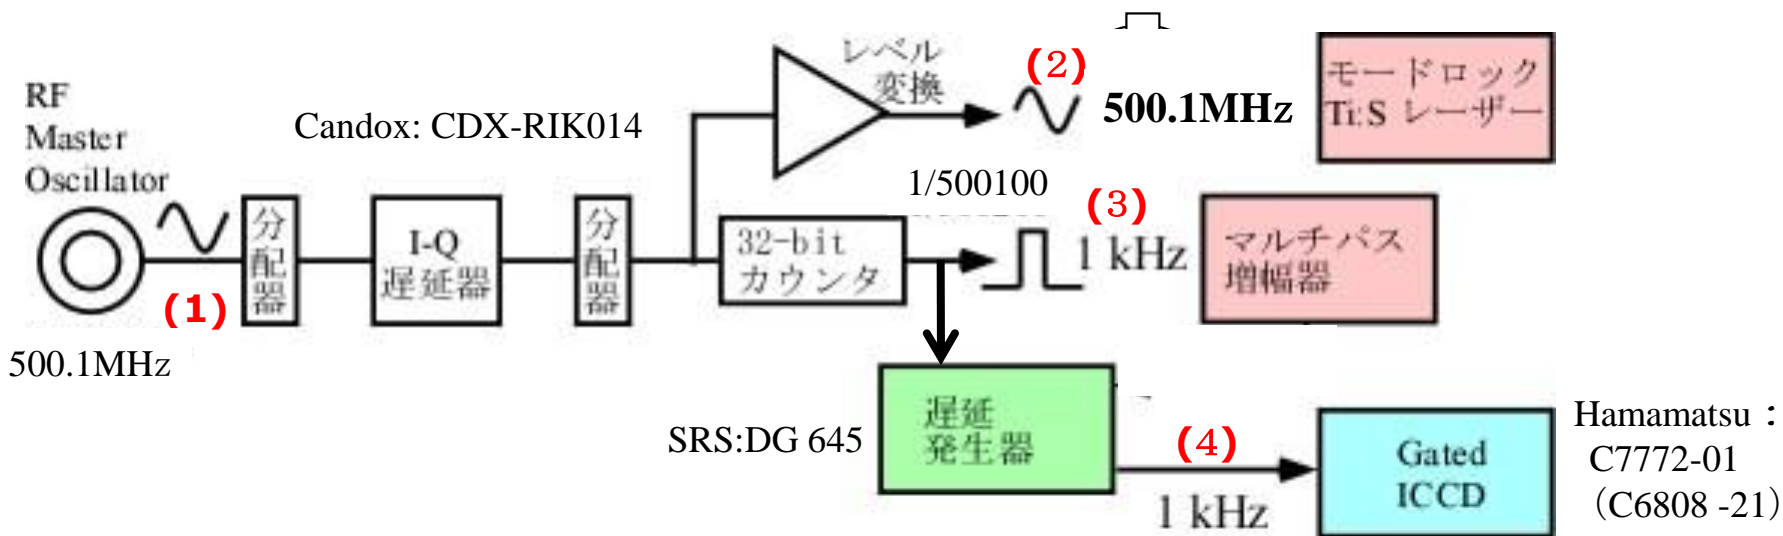 RF
Master
Oscillator
500.1MHz
(1)
Candox: CDX-RIK014
分配器
I-Q
遅延器
分配器
レベル
変換
(2)
500.1MHz
モードロック
Ti:S レーザー
1/500100
32-bit
カウンタ
(3)
1 kHz
マルチパス
増幅器
SRS:DG 645
遅延
発生器
(4)
1 kHz
Gated
ICCD
Hamamatsu：
C7772-01
（C6808 -21）